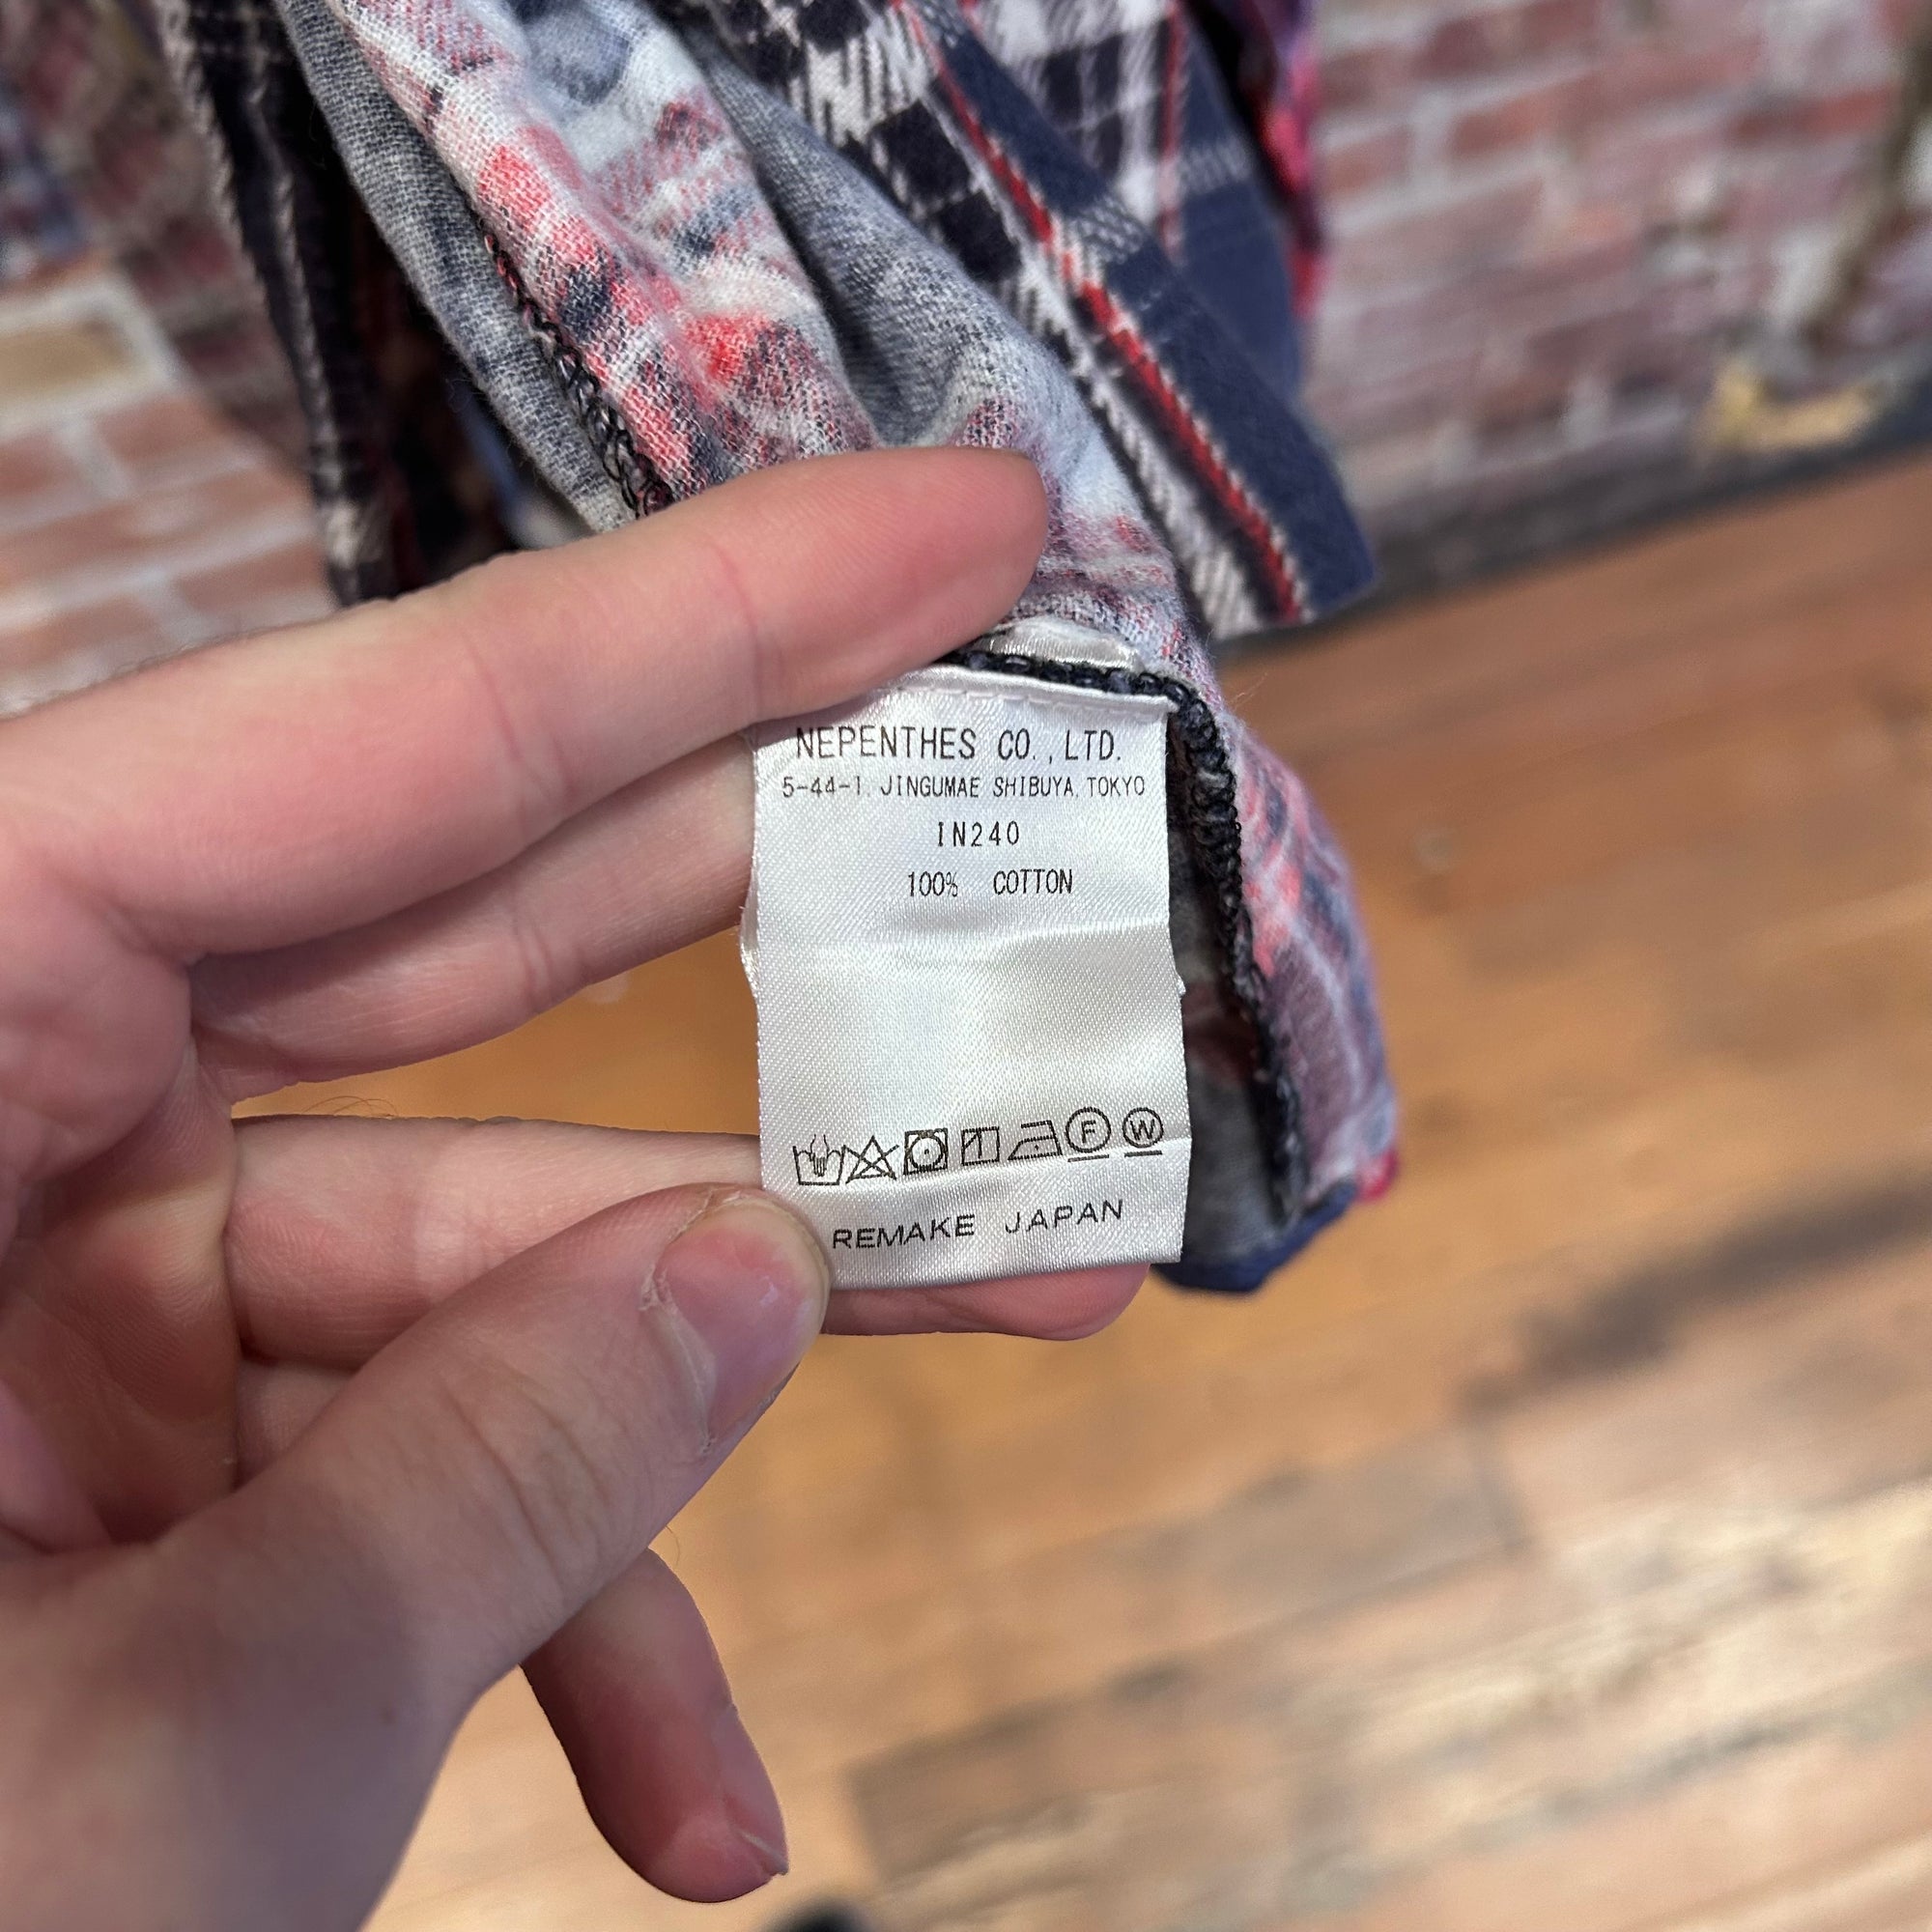 NEPENTHES CO.,LTD.
5-44-1, JINGUMAE SHIBUYA, TOKYO
IN240
100% COTTON
F W
REMAKE JAPAN